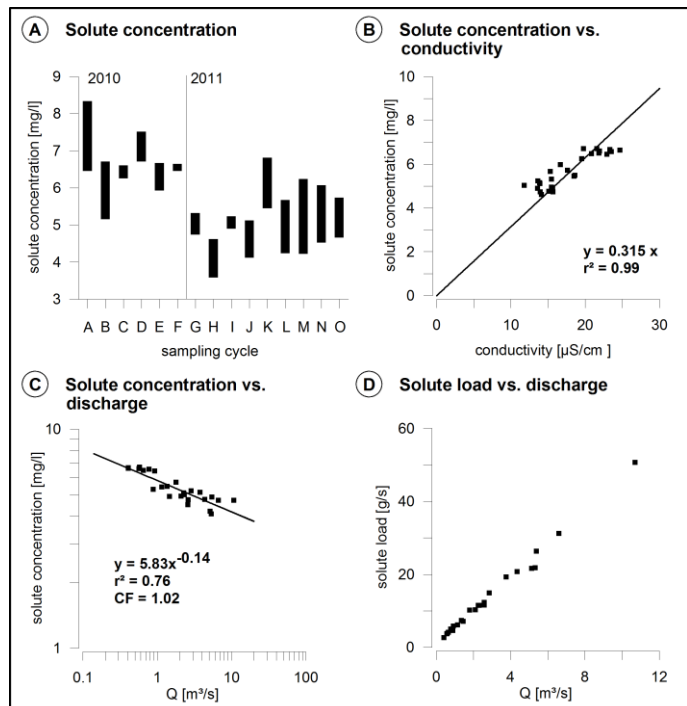 A Solute concentration
2010 2011
9
8
7
6
5
4
3
solute concentration [mg/l]
A B C D E F G H I J K L M N O
sampling cycle
B Solute concentration vs.
conductivity
10
8
6
4
2
0
solute concentration [mg/l]
y = 0.315 x
r² = 0.99
0 10 20 30
conductivity [µS/cm ]
C Solute concentration vs.
discharge
10
1
solute concentration [mg/l]
y = 5.83x-0.14
r² = 0.76
CF = 1.02
0.1 1 10 100
Q [m³/s]
D Solute load vs. discharge
60
40
20
0
solute load [g/s]
0 4 8 12
Q [m³/s]